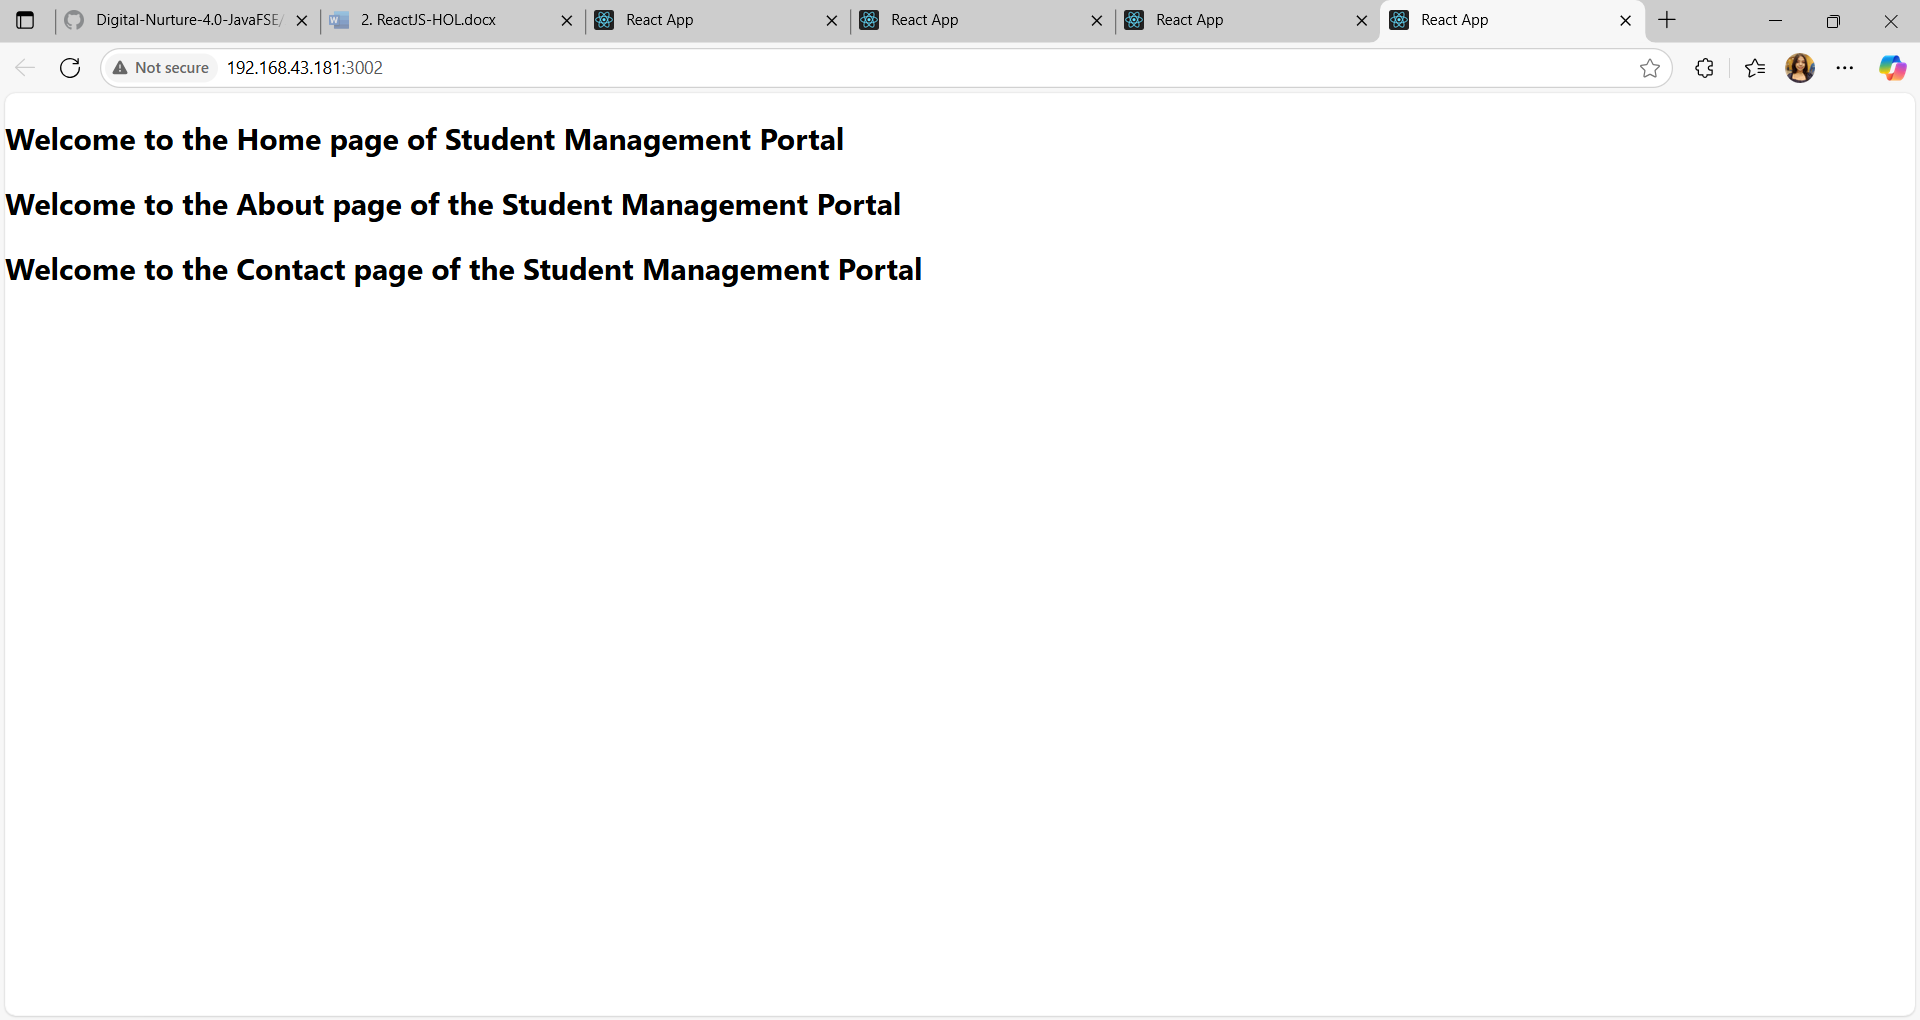 Digital-Nurture-4.0-JavaFSE/
2. ReactJS-HOL.docx
React App
React App
React App
React App
Not secure
192.168.43.181:3002
Welcome to the Home page of Student Management Portal
Welcome to the About page of the Student Management Portal
Welcome to the Contact page of the Student Management Portal